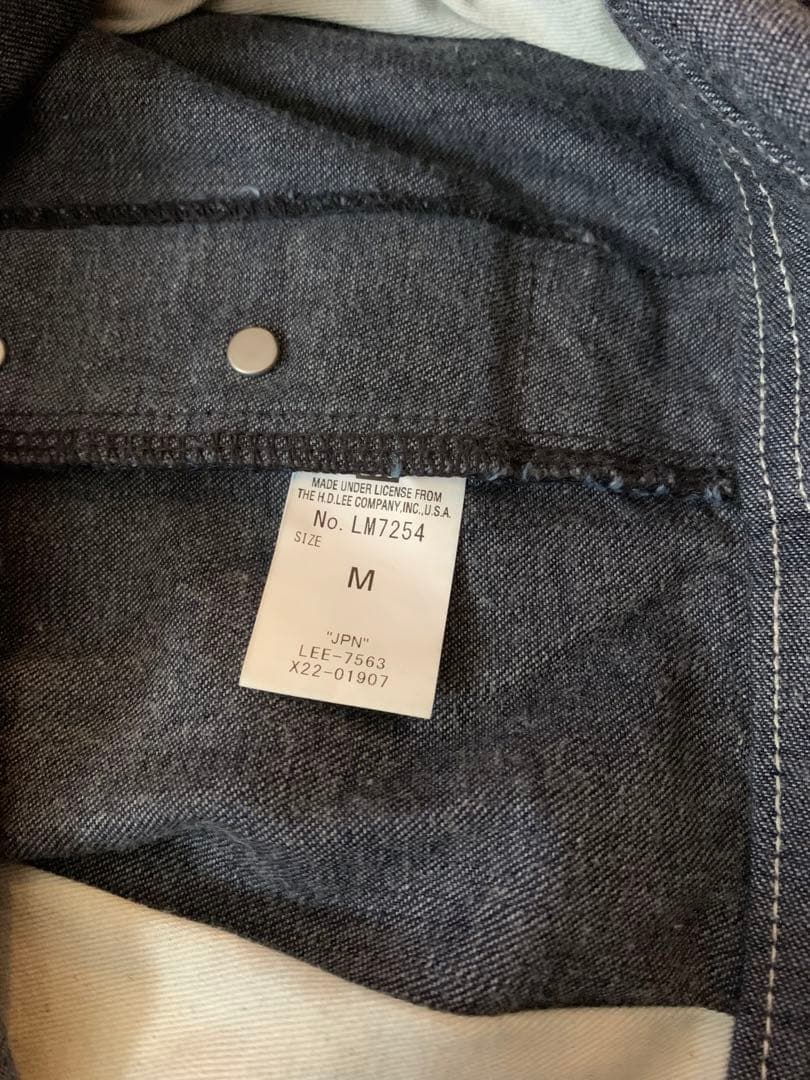 MADE UNDER LICENSE FROM
THE H.D.LEE COMPANY,INC.,U.S.A.
No. LM7254
SIZE
M
"JPN"
LEE-7563
X22-01907